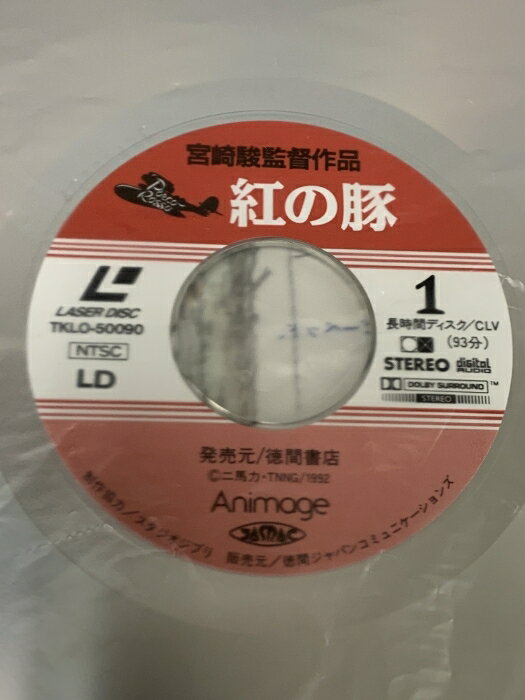 宮崎駿監督作品
Porco Rosso
紅の豚
LASER DISC
TKLO-50090
NTSC
LD
1
長時間ディスク/CLV
(93分)
STEREO digital AUDIO
DOLBY SURROUND™
STEREO
発売元/徳間書店
©二馬力・TNNG/1992
Animage
制作協力/スタジオジブリ
販売元/徳間ジャパンコミュニケーションズ